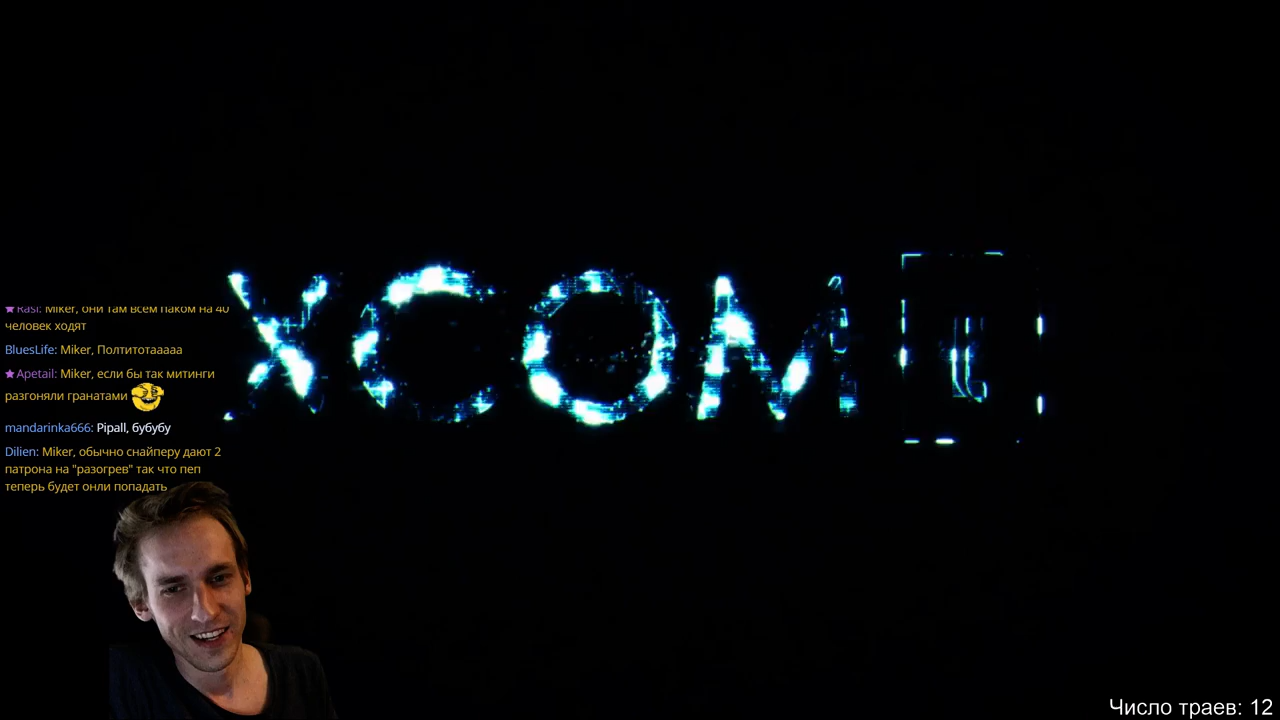 XCOM
Rasl: Miker, они там всем паком на 40
человек ходят
BluesLife: Miker, Полтитотааааа
Apetail: Miker, если бы так митинги
разгоняли гранатами
mandarinka666: Pipall, бубубу
Dilien: Miker, обычно снайперу дают 2
патрона на "разогрев" так что пеп
теперь будет онли попадать
Число траев: 12